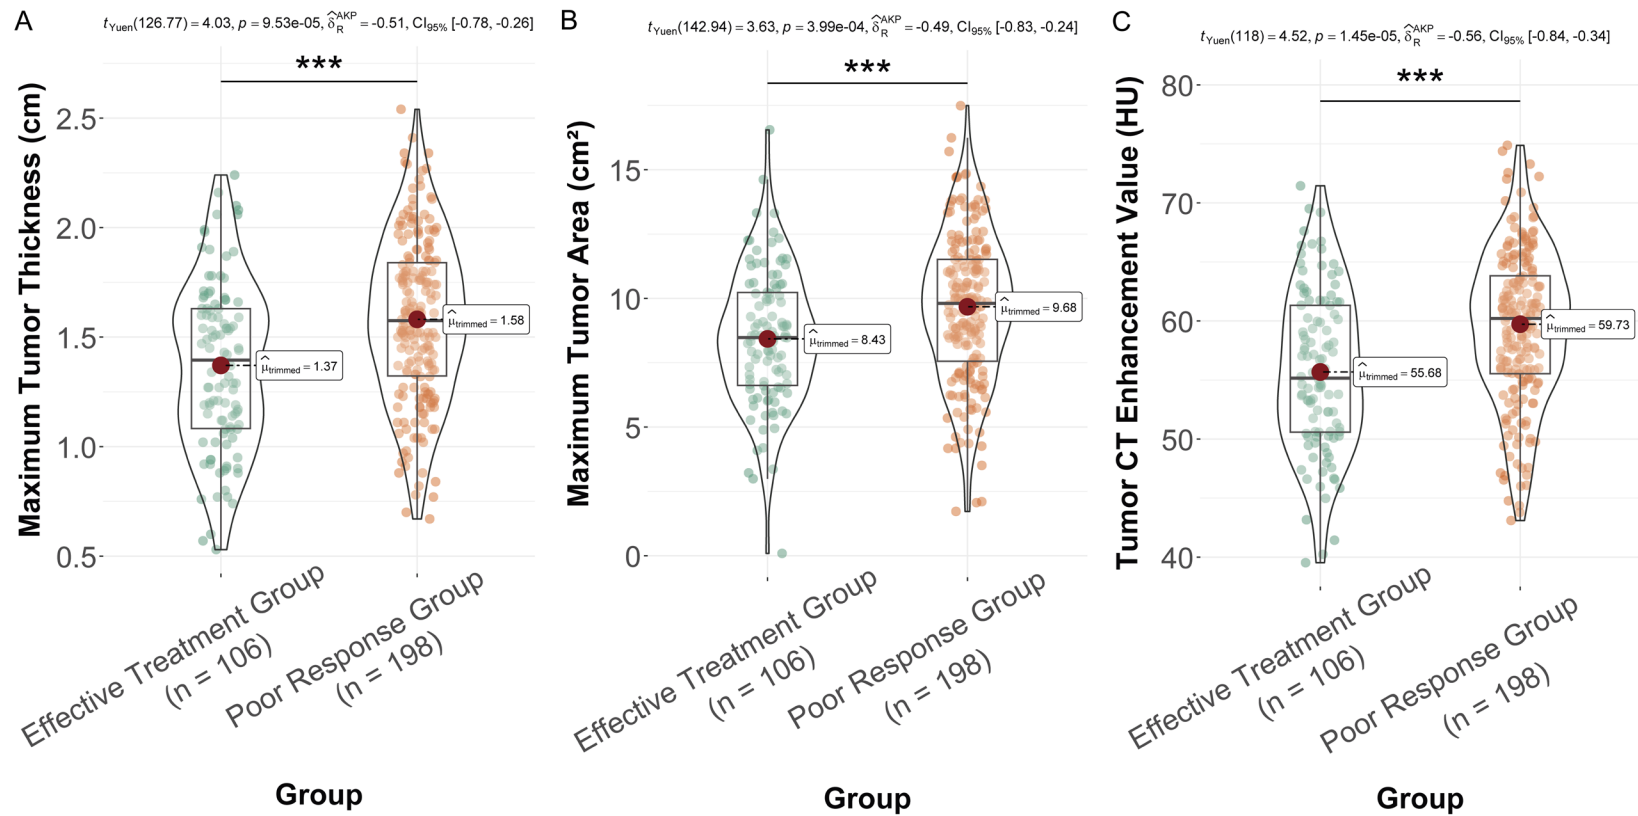 A
t Yuen(126.77) = 4.03, p = 9.53e-05, δ̂ R AKP = -0.51, CI95% [-0.78, -0.26]
***
Maximum Tumor Thickness (cm)
2.5
2.0
1.5
1.0
0.5
μ̂ trimmed = 1.37
μ̂ trimmed = 1.58
Effective Treatment Group
(n = 106)
Poor Response Group
(n = 198)
Group
B
t Yuen(142.94) = 3.63, p = 3.99e-04, δ̂ R AKP = -0.49, CI95% [-0.83, -0.24]
***
Maximum Tumor Area (cm²)
15
10
5
0
μ̂ trimmed = 8.43
μ̂ trimmed = 9.68
Effective Treatment Group
(n = 106)
Poor Response Group
(n = 198)
Group
C
t Yuen(118) = 4.52, p = 1.45e-05, δ̂ R AKP = -0.56, CI95% [-0.84, -0.34]
***
Tumor CT Enhancement Value (HU)
80
70
60
50
40
μ̂ trimmed = 55.68
μ̂ trimmed = 59.73
Effective Treatment Group
(n = 106)
Poor Response Group
(n = 198)
Group